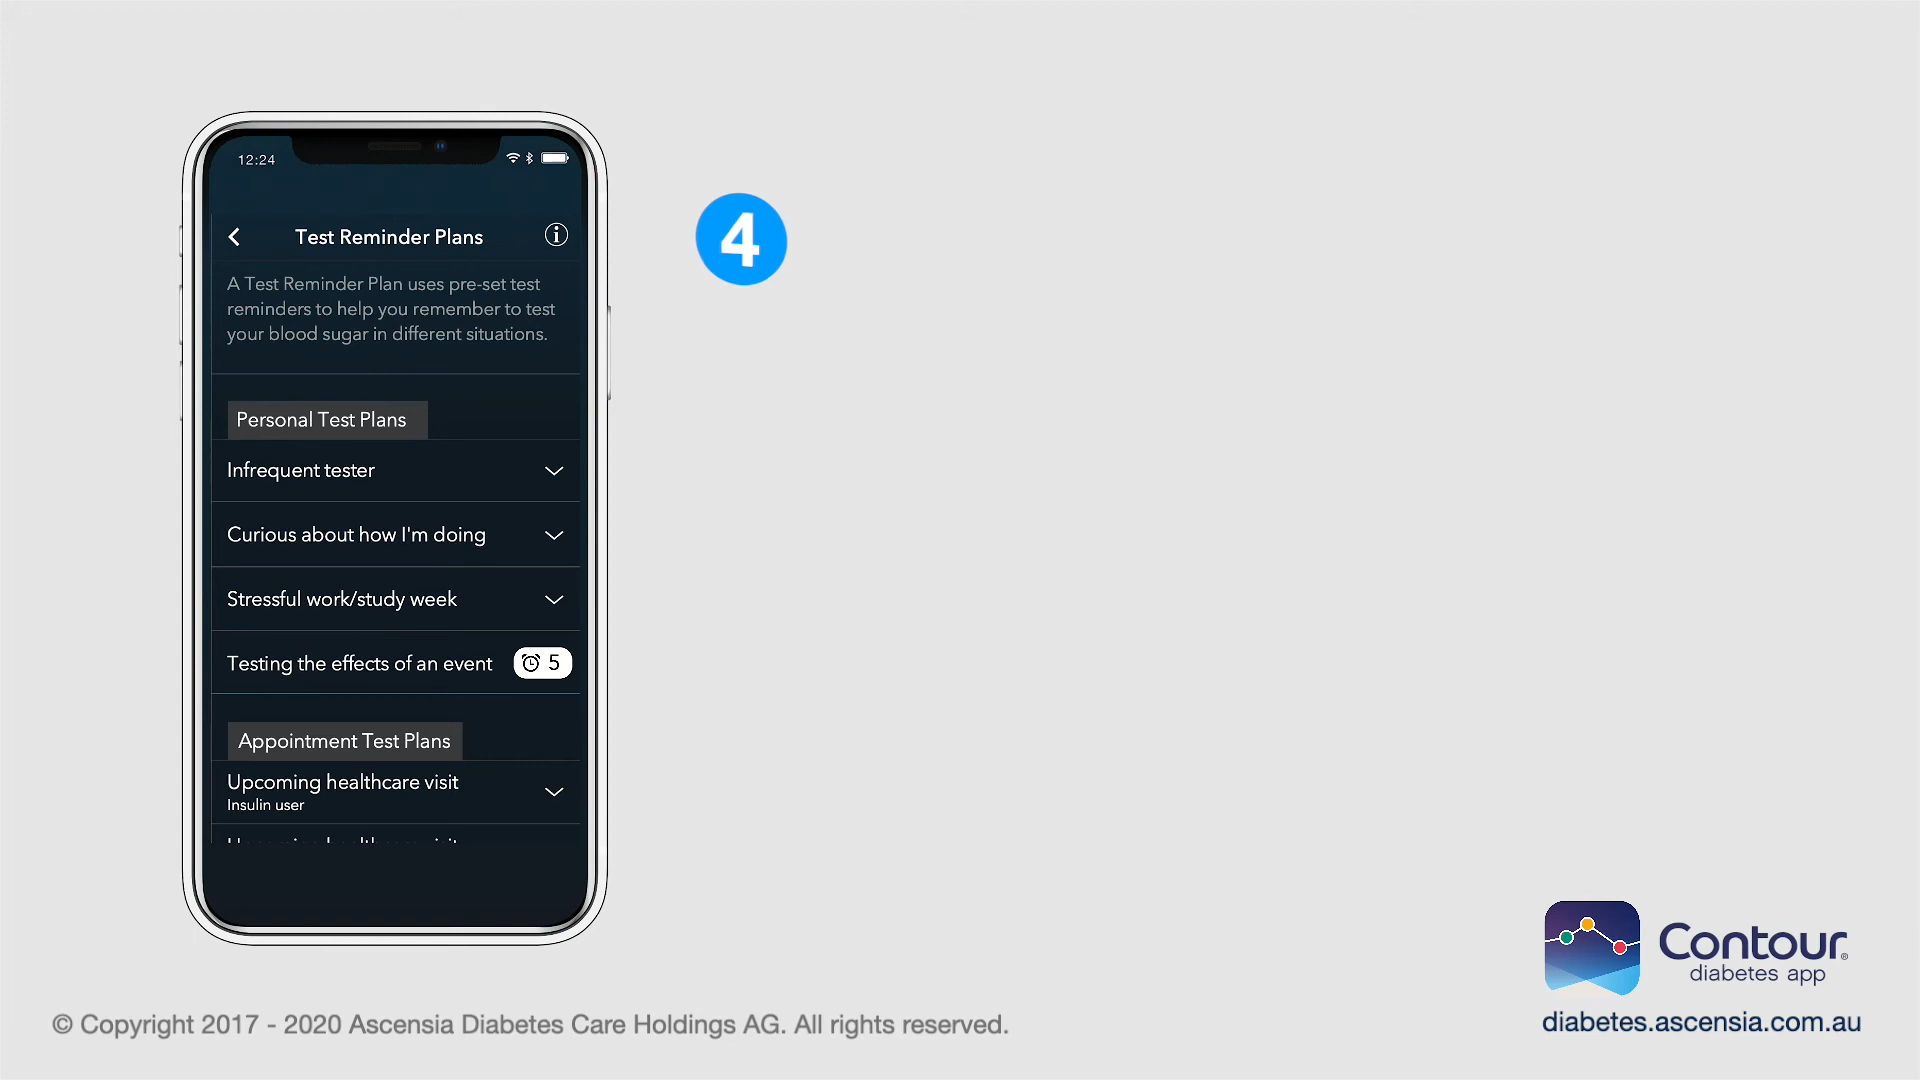 12:24
Test Reminder Plans
A Test Reminder Plan uses pre-set test
reminders to help you remember to test
your blood sugar in different situations.
Personal Test Plans
Infrequent tester
Curious about how I'm doing
Stressful work/study week
Testing the effects of an event
5
Appointment Test Plans
Upcoming healthcare visit
Insulin user
Upcoming healthcare visit
4
Contour®
diabetes app
diabetes.ascensia.com.au
© Copyright 2017 - 2020 Ascensia Diabetes Care Holdings AG. All rights reserved.